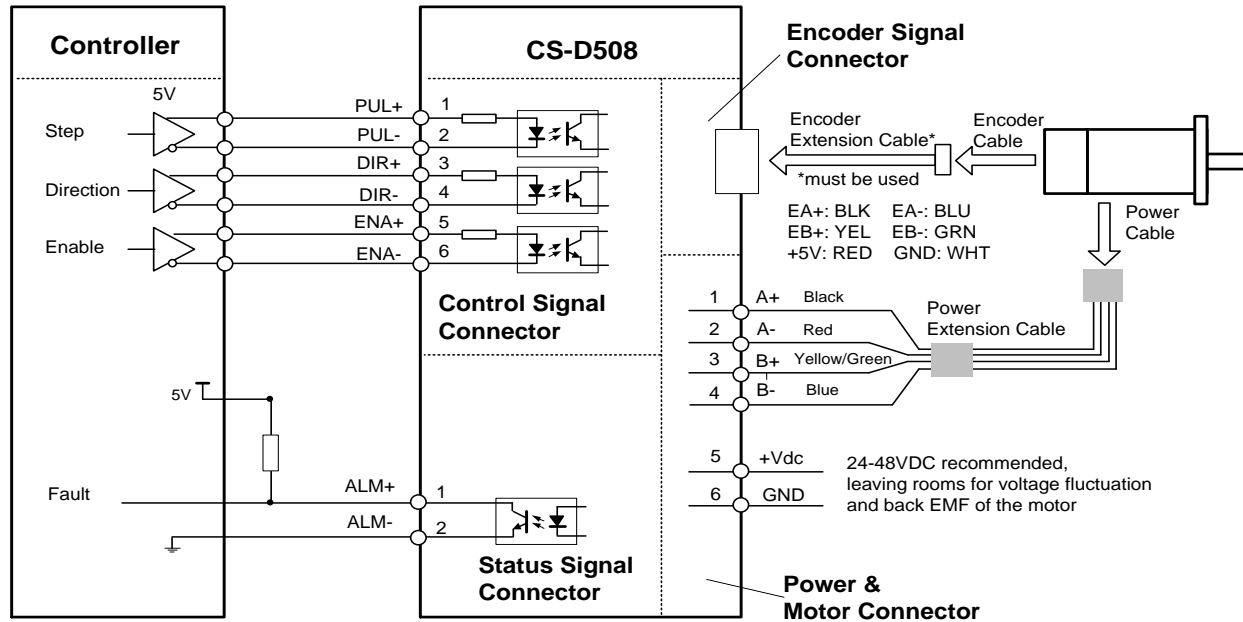 Controller
5V
Step
Direction
Enable
5V
Fault
PUL+
PUL-
DIR+
DIR-
ENA+
ENA-
ALM+
ALM-
CS-D508
1
2
3
4
5
6
Control Signal
Connector
1
2
Status Signal
Connector
Encoder Signal
Connector
Encoder
Extension Cable*
*must be used
Encoder
Cable
EA+: BLK EA-: BLU
EB+: YEL EB-: GRN
+5V: RED GND: WHT
Power
Cable
1 A+ Black
2 A- Red
3 B+ Yellow/Green
4 B- Blue
Power
Extension Cable
5 +Vdc
6 GND
24-48VDC recommended,
leaving rooms for voltage fluctuation
and back EMF of the motor
Power &
Motor Connector